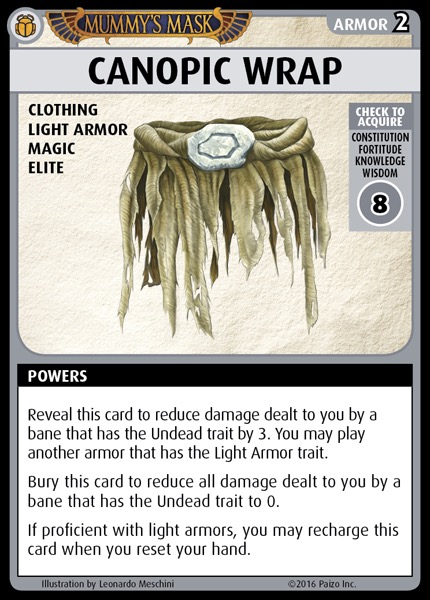 MUMMY'S MASK
ARMOR 2
CANOPIC WRAP
CLOTHING
LIGHT ARMOR
MAGIC
ELITE
CHECK TO
ACQUIRE
CONSTITUTION
FORTITUDE
KNOWLEDGE
WISDOM
8
POWERS
Reveal this card to reduce damage dealt to you by a
bane that has the Undead trait by 3. You may play
another armor that has the Light Armor trait.
Bury this card to reduce all damage dealt to you by a
bane that has the Undead trait to 0.
If proficient with light armors, you may recharge this
card when you reset your hand.
Illustration by Leonardo Meschini
©2016 Paizo Inc.